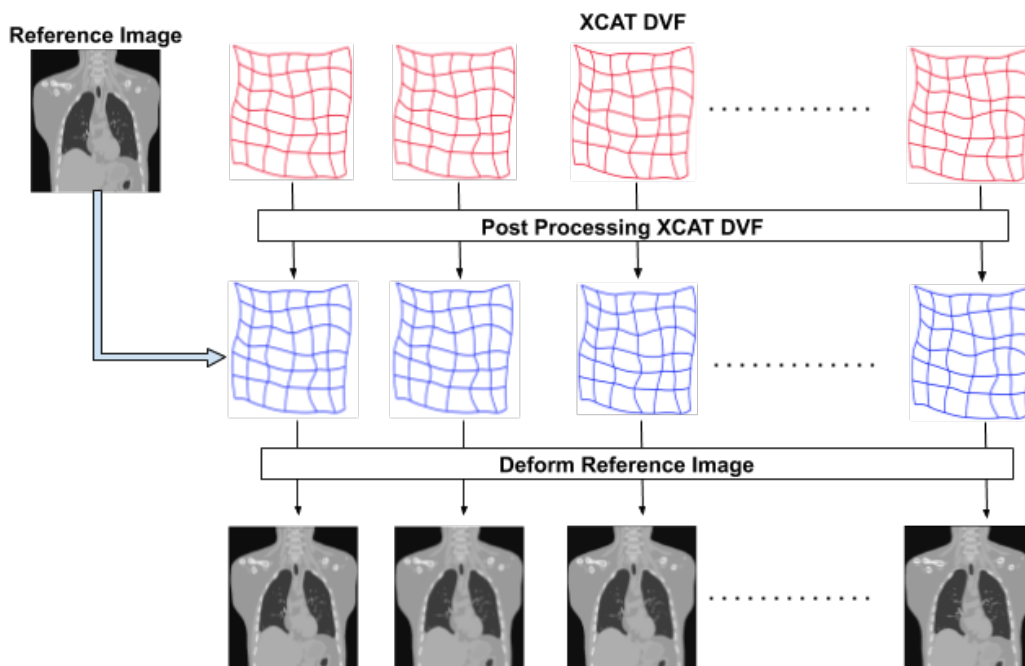 XCAT DVF
Reference Image
Post Processing XCAT DVF
Deform Reference Image